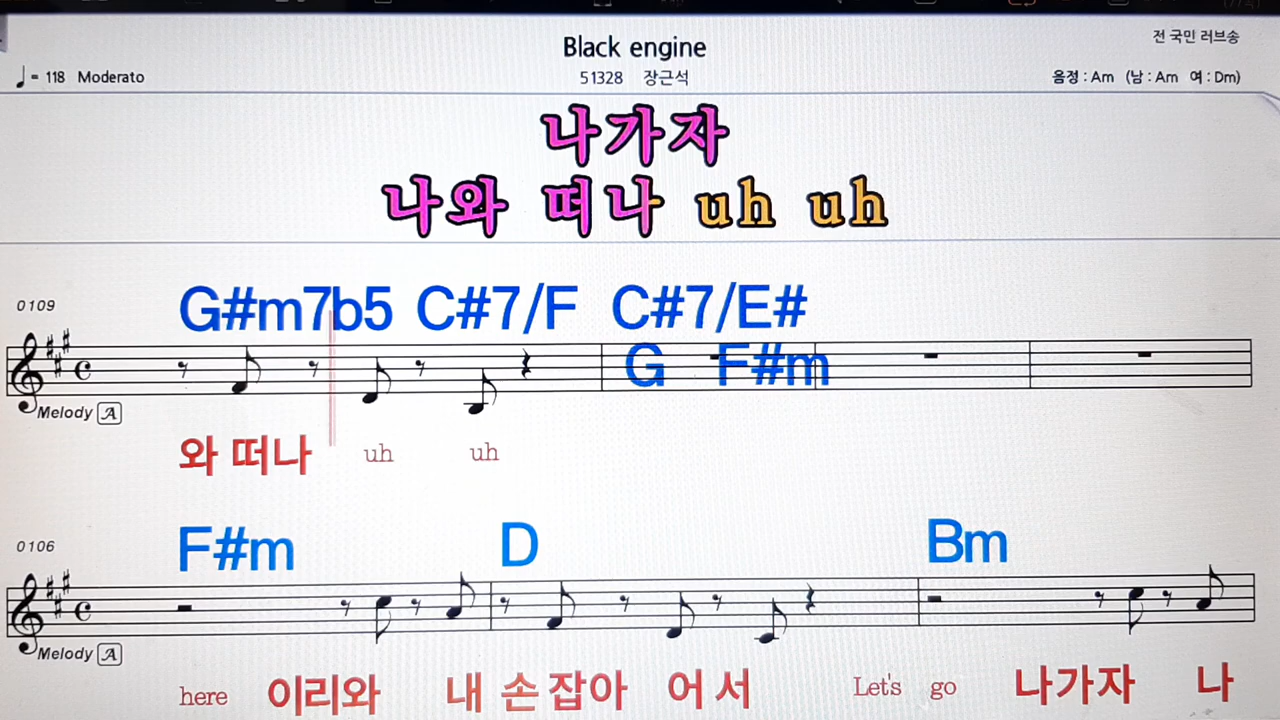 Black engine
전 국민 러브송
♩= 118 Moderato
51328 장근석
음정 : Am (남 : Am 여 : Dm)
나가자
나와 떠나 uh uh
0109
G#m7b5 C#7/F C#7/E#
G F#m
Melody A
와 떠나 uh uh
0106
F#m D Bm
Melody A
here 이리와 내 손잡아 어서 Let's go 나가자 나